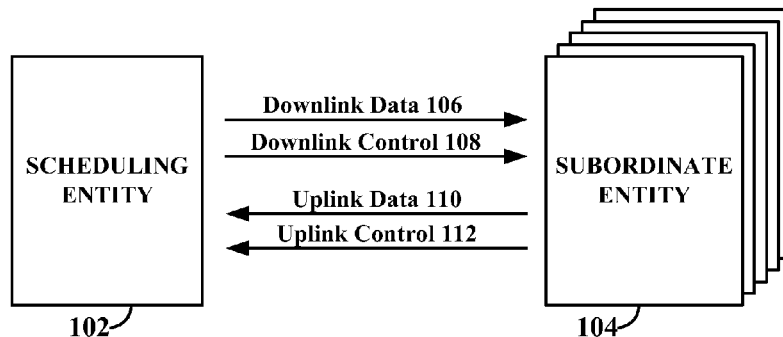 SCHEDULING
ENTITY
102
Downlink Data 106
Downlink Control 108
Uplink Data 110
Uplink Control 112
SUBORDINATE
ENTITY
104